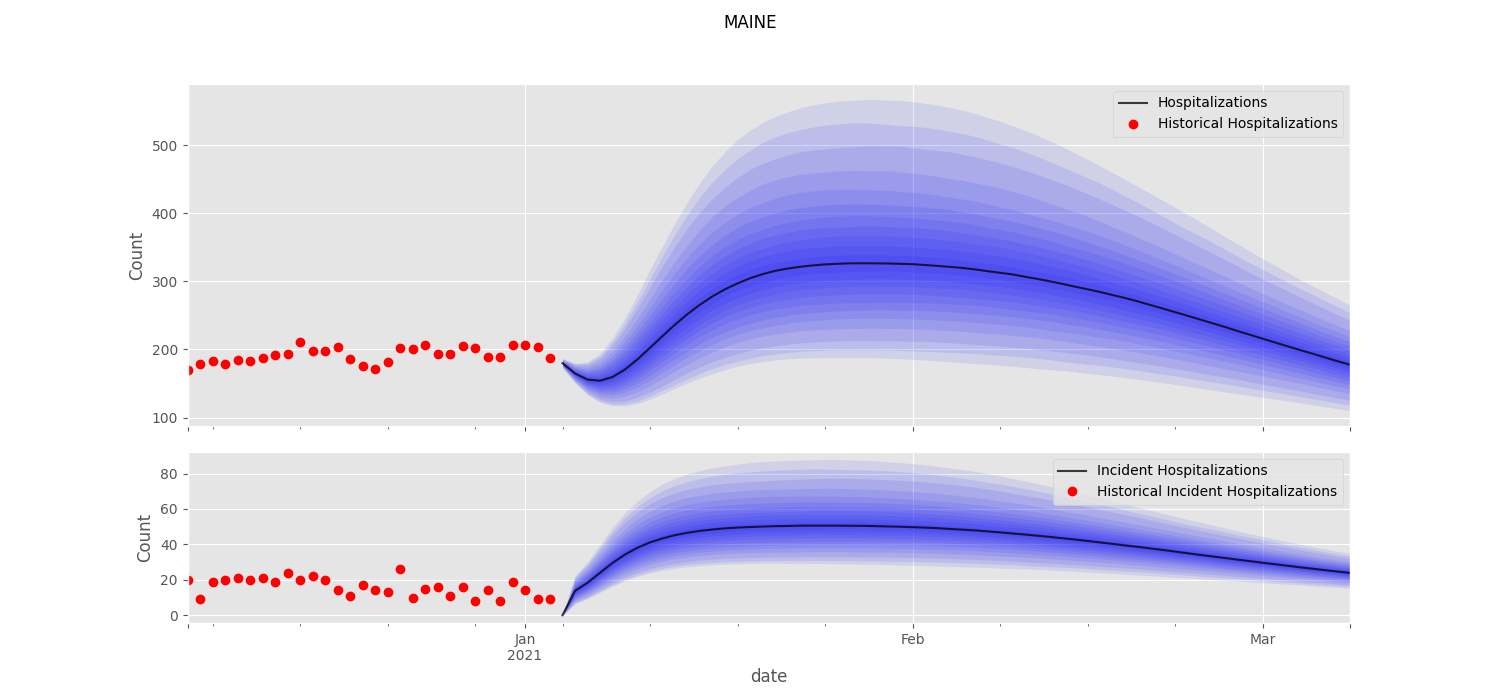 MAINE
Hospitalizations
Historical Hospitalizations
500
400
300
200
100
Count
Incident Hospitalizations
Historical Incident Hospitalizations
80
60
40
20
0
Count
Jan
2021
Feb
Mar
date